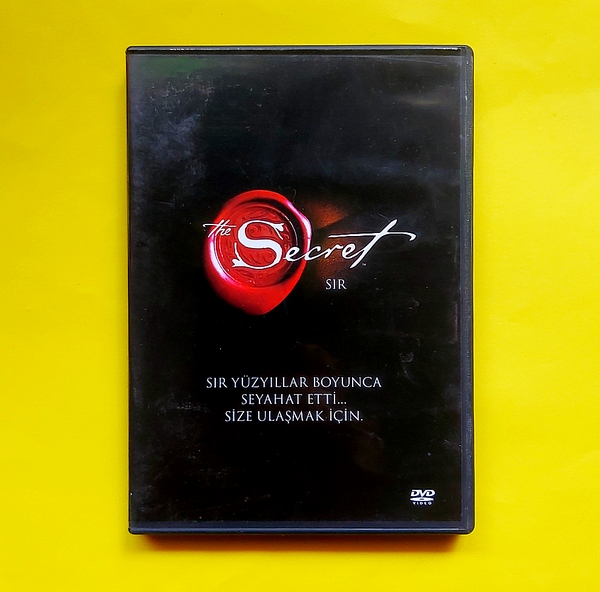 the Secret
SIR
SIR YÜZYILLAR BOYUNCA
SEYAHAT ETTİ...
SİZE ULAŞMAK İÇİN.
DVD
VIDEO